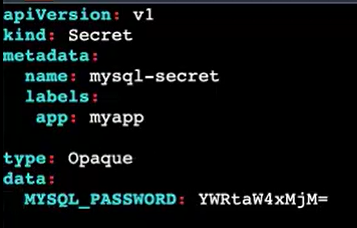 apiVersion: v1
kind: Secret
metadata:
  name: mysql-secret
  labels:
   app: myapp

type: Opaque
data:
  MYSQL_PASSWORD: YWRtaW4xMjM=